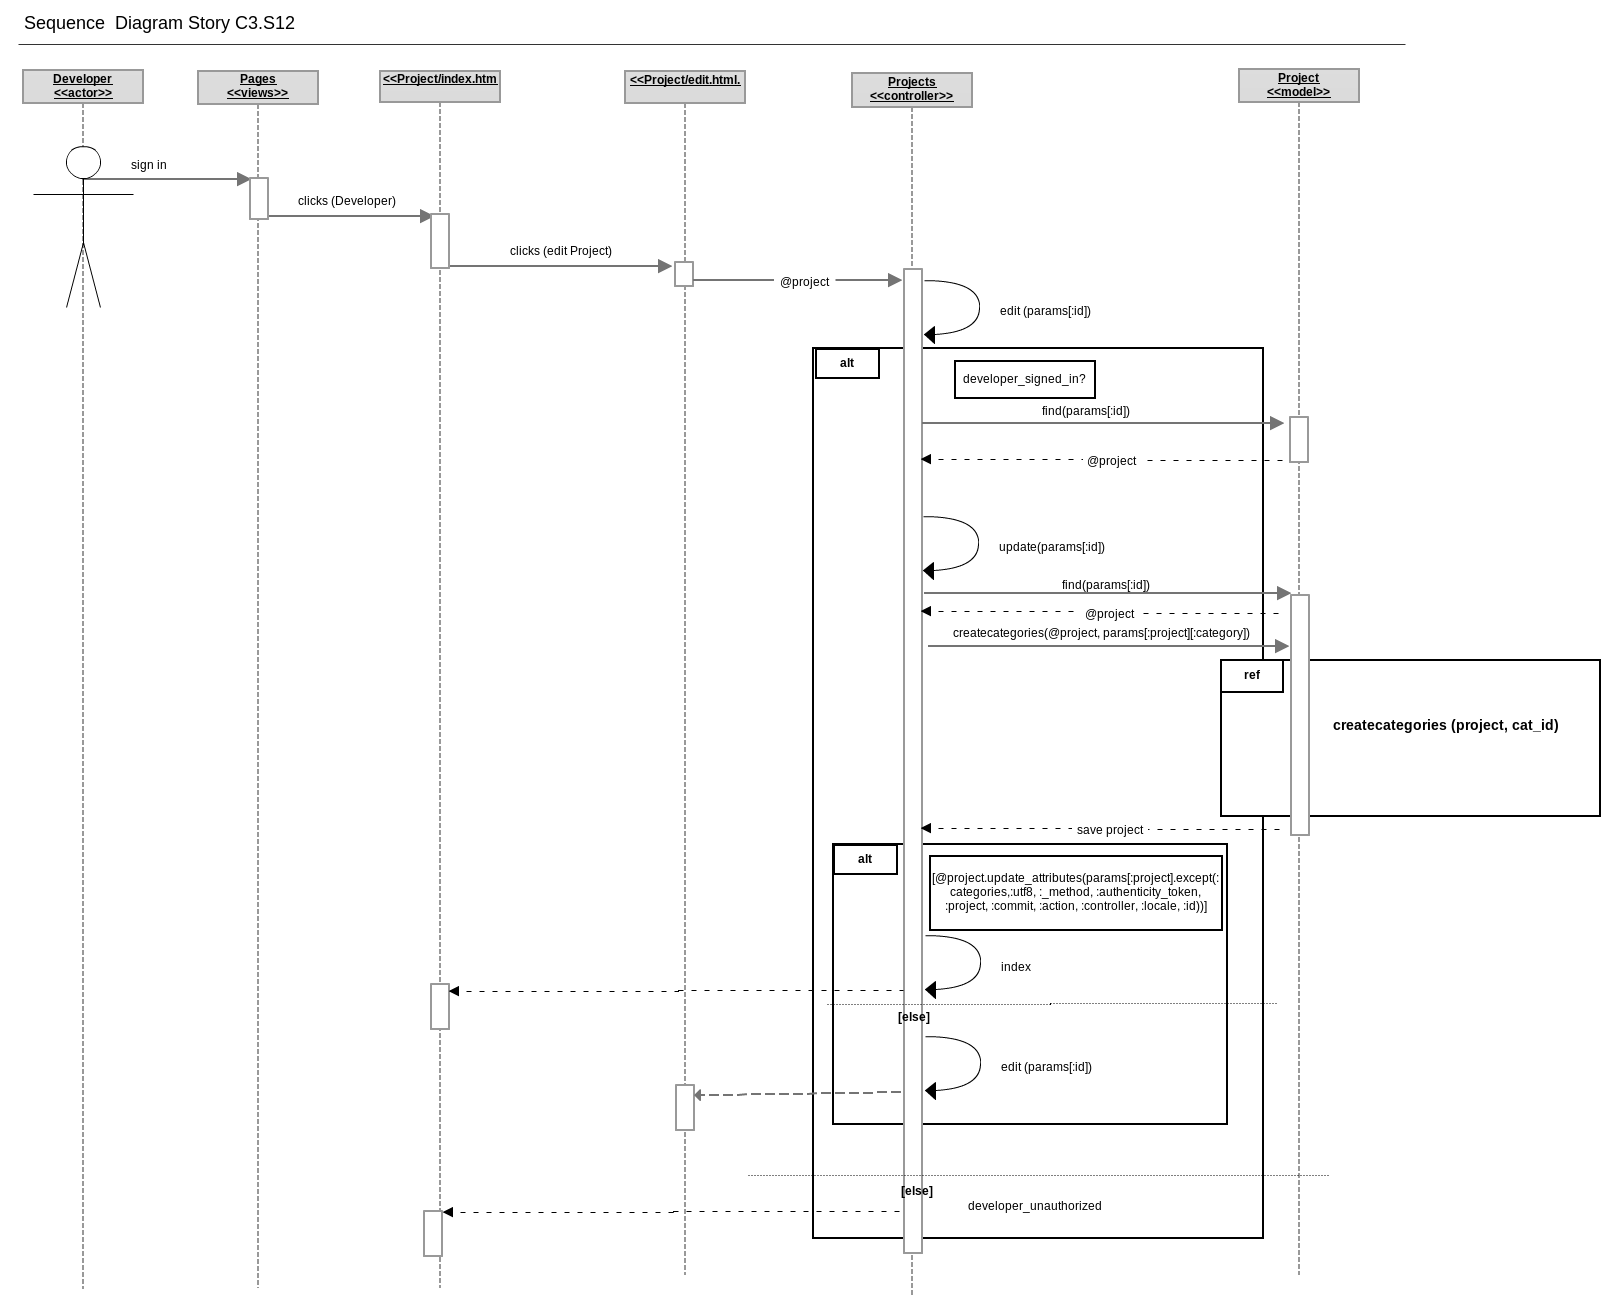 Sequence  Diagram Story C3.S12
Developer
<<actor>>
Pages
<<views>>
<<Project/index.htm
<<Project/edit.html.
Projects
<<controller>>
Project
<<model>>
sign in
clicks (Developer)
clicks (edit Project)
@project
edit (params[:id])
alt
developer_signed_in?
find(params[:id])
@project
update(params[:id])
find(params[:id])
@project
createcategories(@project, params[:project][:category])
ref
createcategories (project, cat_id)
save project
alt
[@project.update_attributes(params[:project].except(:
categories,:utf8, :_method, :authenticity_token,
:project, :commit, :action, :controller, :locale, :id))]
index
[else]
edit (params[:id])
[else]
developer_unauthorized